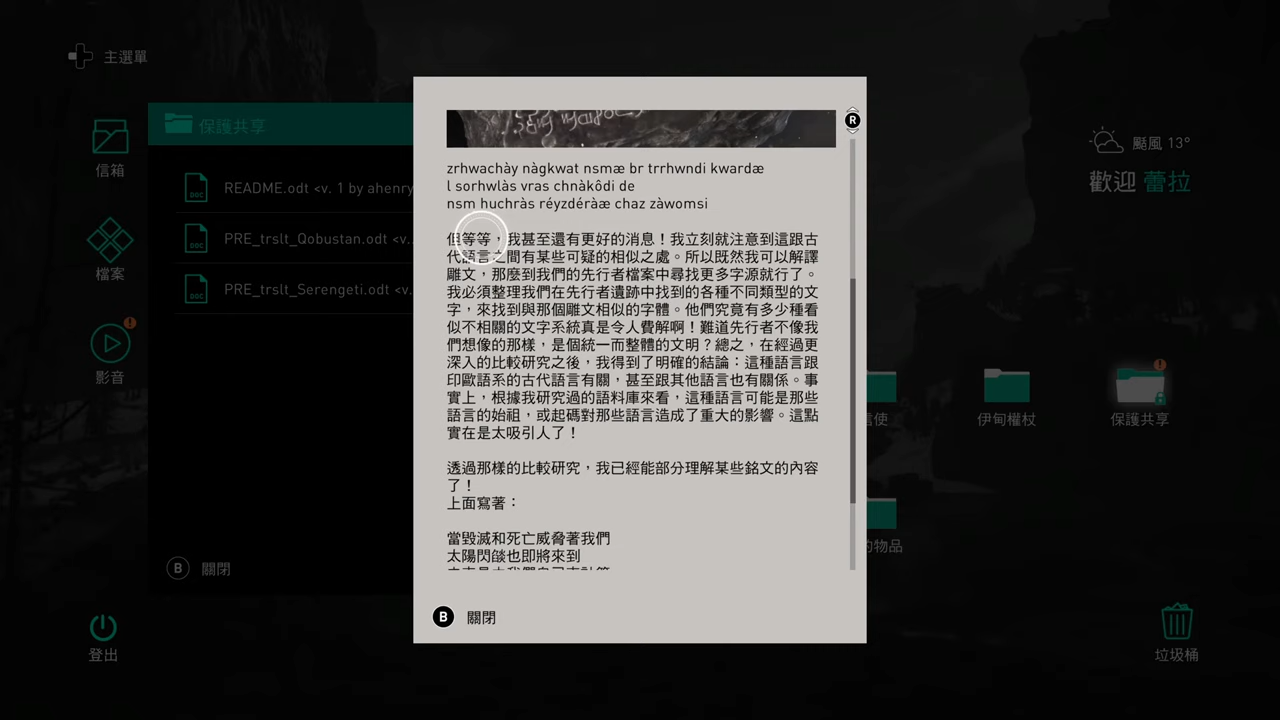 主選單
保護共享
信箱
README.odt <v. 1 by ahenry
PRE_trslt_Qobustan.odt <v..
檔案
PRE_trslt_Serengeti.odt <v..
影音
B 關閉
登出
R
zrhwachày nàgkwat nsmæ br trrhwndi kwardæ
l sorhwlàs vras chnàkôdi de
nsm huchràs réyzdéràæ chaz zàwomsi
但等等，我甚至還有更好的消息！我立刻就注意到這跟古
代語言之間有某些可疑的相似之處。所以既然我可以解譯
雕文，那麼到我們的先行者檔案中尋找更多字源就行了。
我必須整理我們在先行者遺跡中找到的各種不同類型的文
字，來找到與那個雕文相似的字體。他們究竟有多少種看
似不相關的文字系統真是令人費解啊！難道先行者不像我
們想像的那樣，是個統一而整體的文明？總之，在經過更
深入的比較研究之後，我得到了明確的結論：這種語言跟
印歐語系的古代語言有關，甚至跟其他語言也有關係。事
實上，根據我研究過的語料庫來看，這種語言可能是那些
語言的始祖，或起碼對那些語言造成了重大的影響。這點
實在是太吸引人了！
透過那樣的比較研究，我已經能部分理解某些銘文的內容
了！
上面寫著：
當毀滅和死亡威脅著我們
太陽閃燄也即將來到
B 關閉
颱風 13°
歡迎 蕾拉
信使
伊甸權杖
保護共享
的物品
垃圾桶